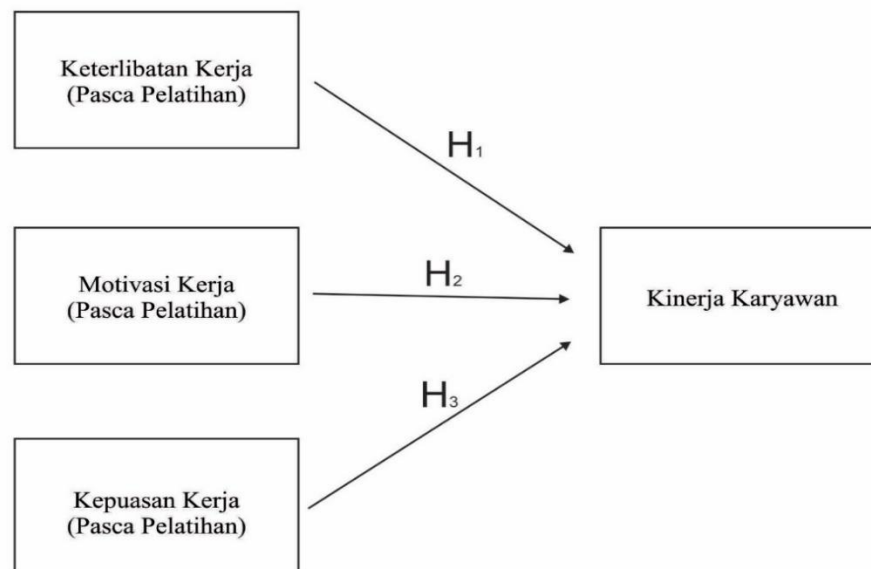 Keterlibatan Kerja
(Pasca Pelatihan)
H₁
Motivasi Kerja
(Pasca Pelatihan)
H₂
Kinerja Karyawan
H₃
Kepuasan Kerja
(Pasca Pelatihan)